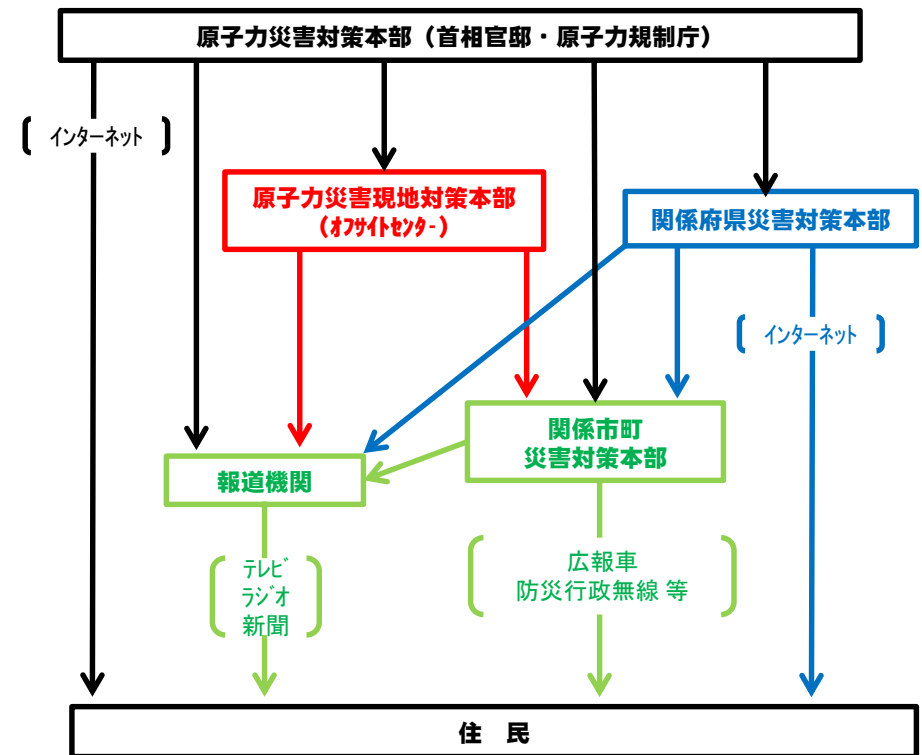 原子力災害対策本部（首相官邸・原子力規制庁）
インターネット
原子力災害現地対策本部
（ｵﾌｻｲﾄｾﾝﾀｰ）
関係府県災害対策本部
インターネット
関係市町
災害対策本部
報道機関
テレビ
ラジオ
新聞
広報車
防災行政無線 等
住　民